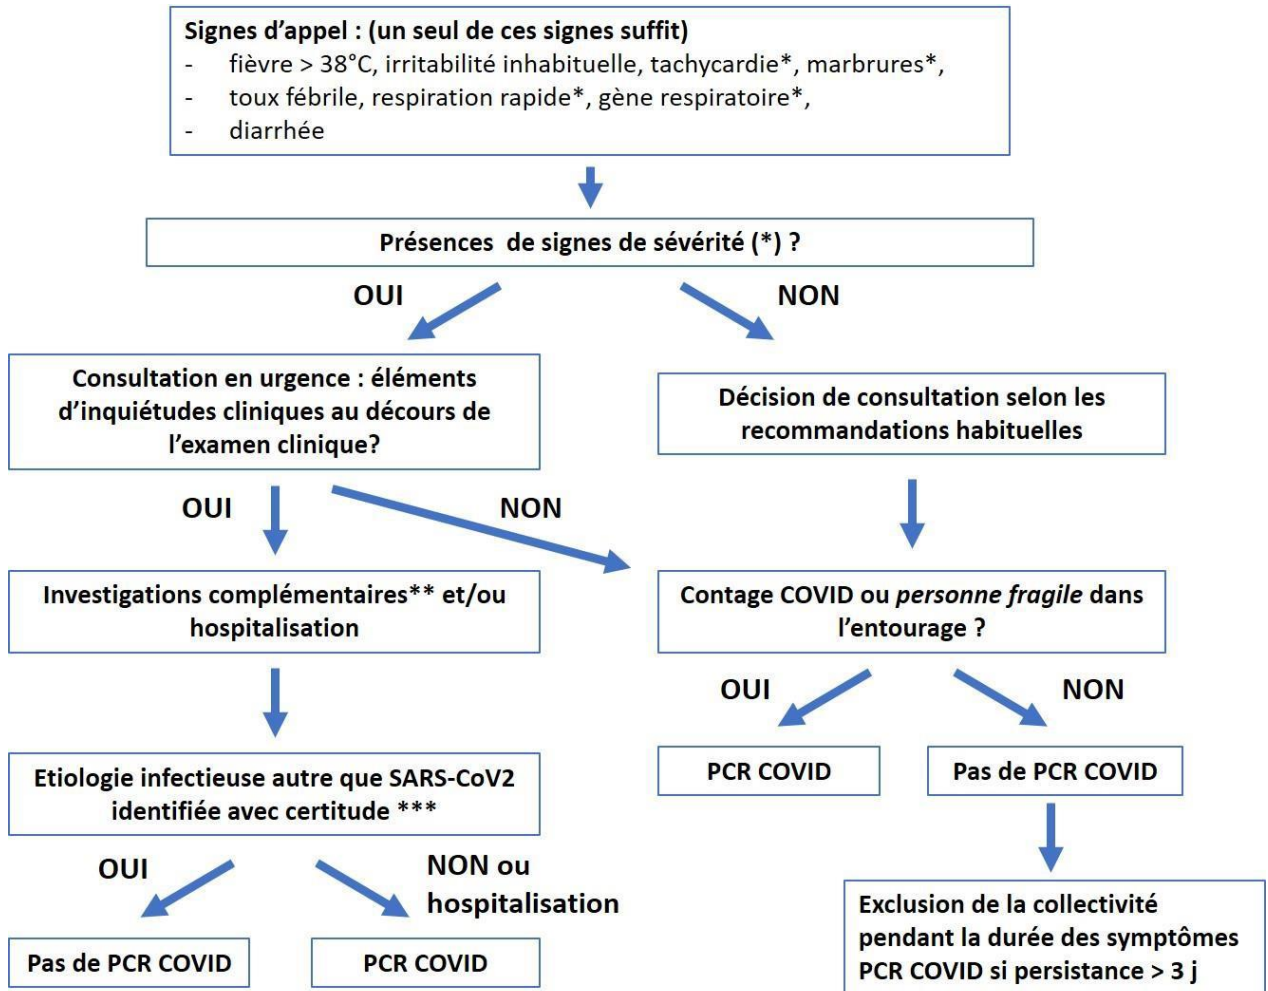 Signes d’appel : (un seul de ces signes suffit)
- fièvre > 38°C, irritabilité inhabituelle, tachycardie*, marbrures*,
- toux fébrile, respiration rapide*, gène respiratoire*,
- diarrhée
Présences de signes de sévérité (*) ?
OUI
NON
Consultation en urgence : éléments
d’inquiétudes cliniques au décours de
l’examen clinique?
Décision de consultation selon les
recommandations habituelles
OUI
NON
Investigations complémentaires** et/ou
hospitalisation
Contage COVID ou personne fragile dans
l’entourage ?
OUI
NON
Etiologie infectieuse autre que SARS-CoV2
identifiée avec certitude ***
PCR COVID
Pas de PCR COVID
OUI
NON ou
hospitalisation
Pas de PCR COVID
PCR COVID
Exclusion de la collectivité
pendant la durée des symptômes
PCR COVID si persistance > 3 j